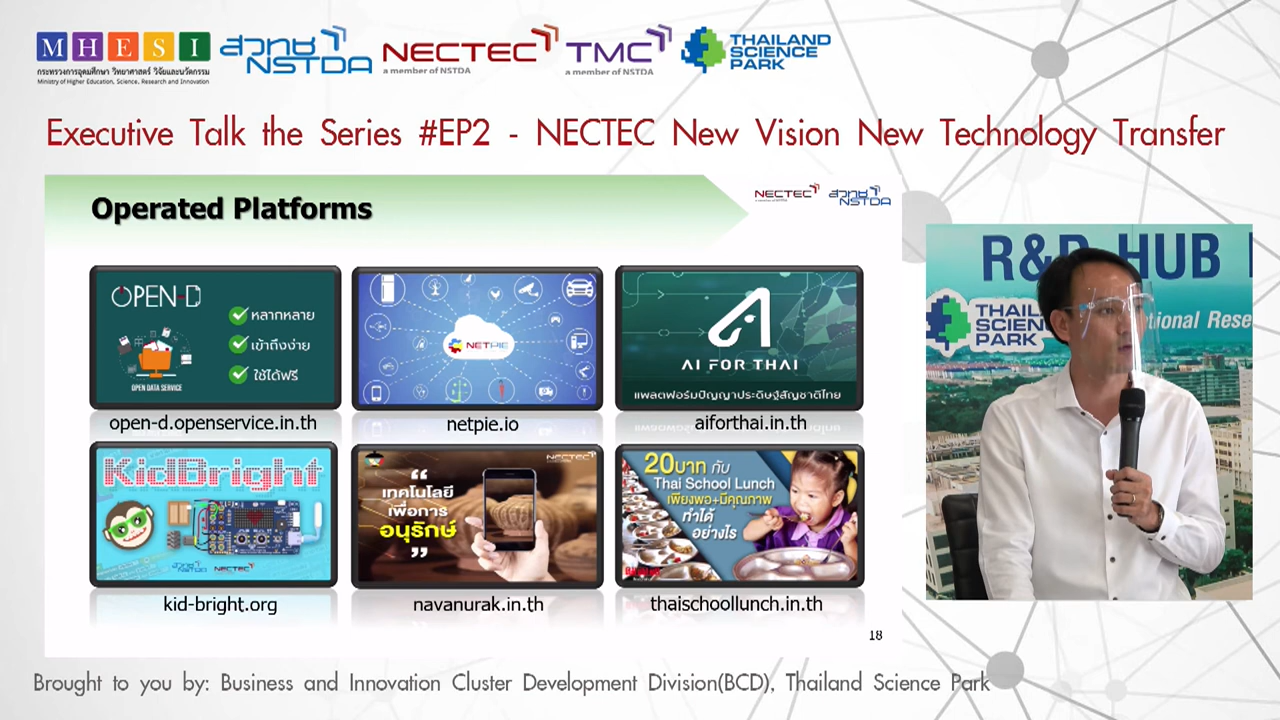 MHESI
กระทรวงการอุดมศึกษา วิทยาศาสตร์ วิจัยและนวัตกรรม
Ministry of Higher Education, Science, Research and Innovation
สวทช
NSTDA
NECTEC
a member of NSTDA
TMC
a member of NSTDA
THAILAND
SCIENCE
PARK
Executive Talk the Series #EP2 - NECTEC New Vision New Technology Transfer
Operated Platforms
NECTEC
สวทช
NSTDA
OPEN-D
หลากหลาย
เข้าถึงง่าย
ใช้ได้ฟรี
OPEN DATA SERVICE
open-d.openservice.in.th
NETPIE
netpie.io
AI FOR THAI
แพลตฟอร์มปัญญาประดิษฐ์สัญชาติไทย
aiforthai.in.th
KidBright
สวทช
NSTDA
NECTEC
kid-bright.org
NECTEC
“
เทคโนโลยี
เพื่อการ
อนุรักษ์
”
navanurak.in.th
20บาท กับ
Thai School Lunch
เพียงพอ+มีคุณภาพ
ทำได้
อย่างไร
thaischoollunch.in.th
18
R&D HUB
THAIL
SCIEN
PARK
ational Rese
Brought to you by: Business and Innovation Cluster Development Division(BCD), Thailand Science Park